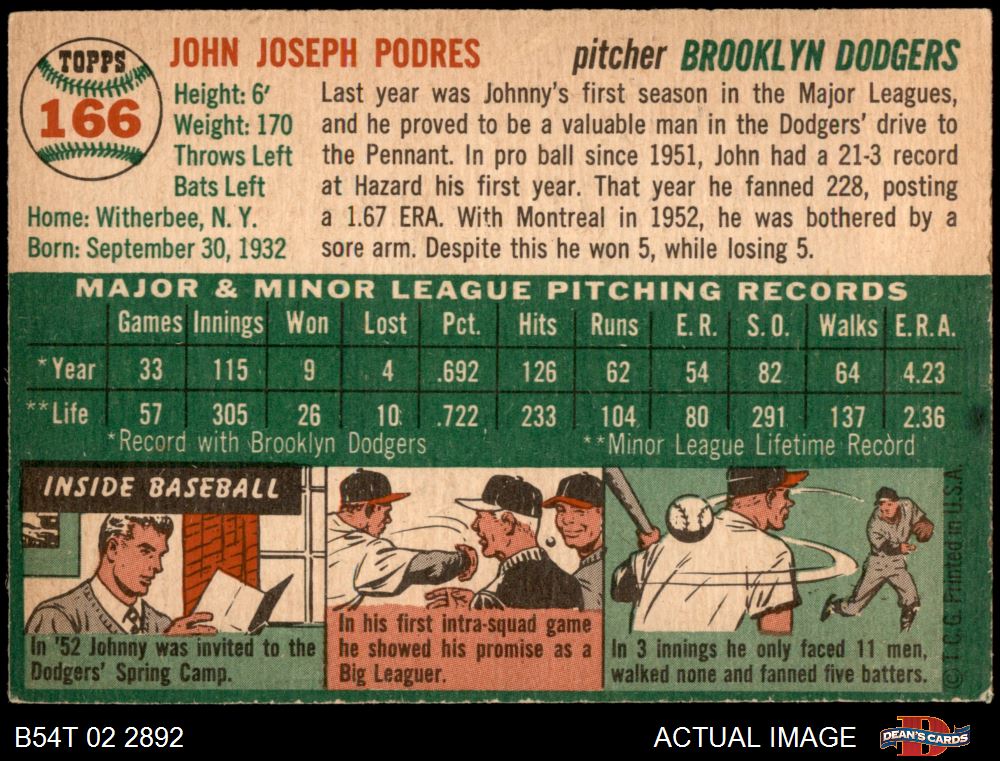 TOPPS
166
JOHN JOSEPH PODRES
pitcher BROOKLYN DODGERS
Height: 6'
Weight: 170
Throws Left
Bats Left
Home: Witherbee, N. Y.
Born: September 30, 1932
Last year was Johnny's first season in the Major Leagues,
and he proved to be a valuable man in the Dodgers' drive to
the Pennant. In pro ball since 1951, John had a 21-3 record
at Hazard his first year. That year he fanned 228, posting
a 1.67 ERA. With Montreal in 1952, he was bothered by a
sore arm. Despite this he won 5, while losing 5.
MAJOR & MINOR LEAGUE PITCHING RECORDS
Games Innings Won Lost Pct. Hits Runs E.R. S.O. Walks E.R.A.
*Year 33 115 9 4 .692 126 62 54 82 64 4.23
**Life 57 305 26 10 .722 233 104 80 291 137 2.36
*Record with Brooklyn Dodgers **Minor League Lifetime Record
INSIDE BASEBALL
In '52 Johnny was invited to the
Dodgers' Spring Camp.
In his first intra-squad game
he showed his promise as a
Big Leaguer.
In 3 innings he only faced 11 men,
walked none and fanned five batters.
© T.C.G. Printed in U.S.A.
B54T 02 2892
ACTUAL IMAGE
DEAN'S CARDS